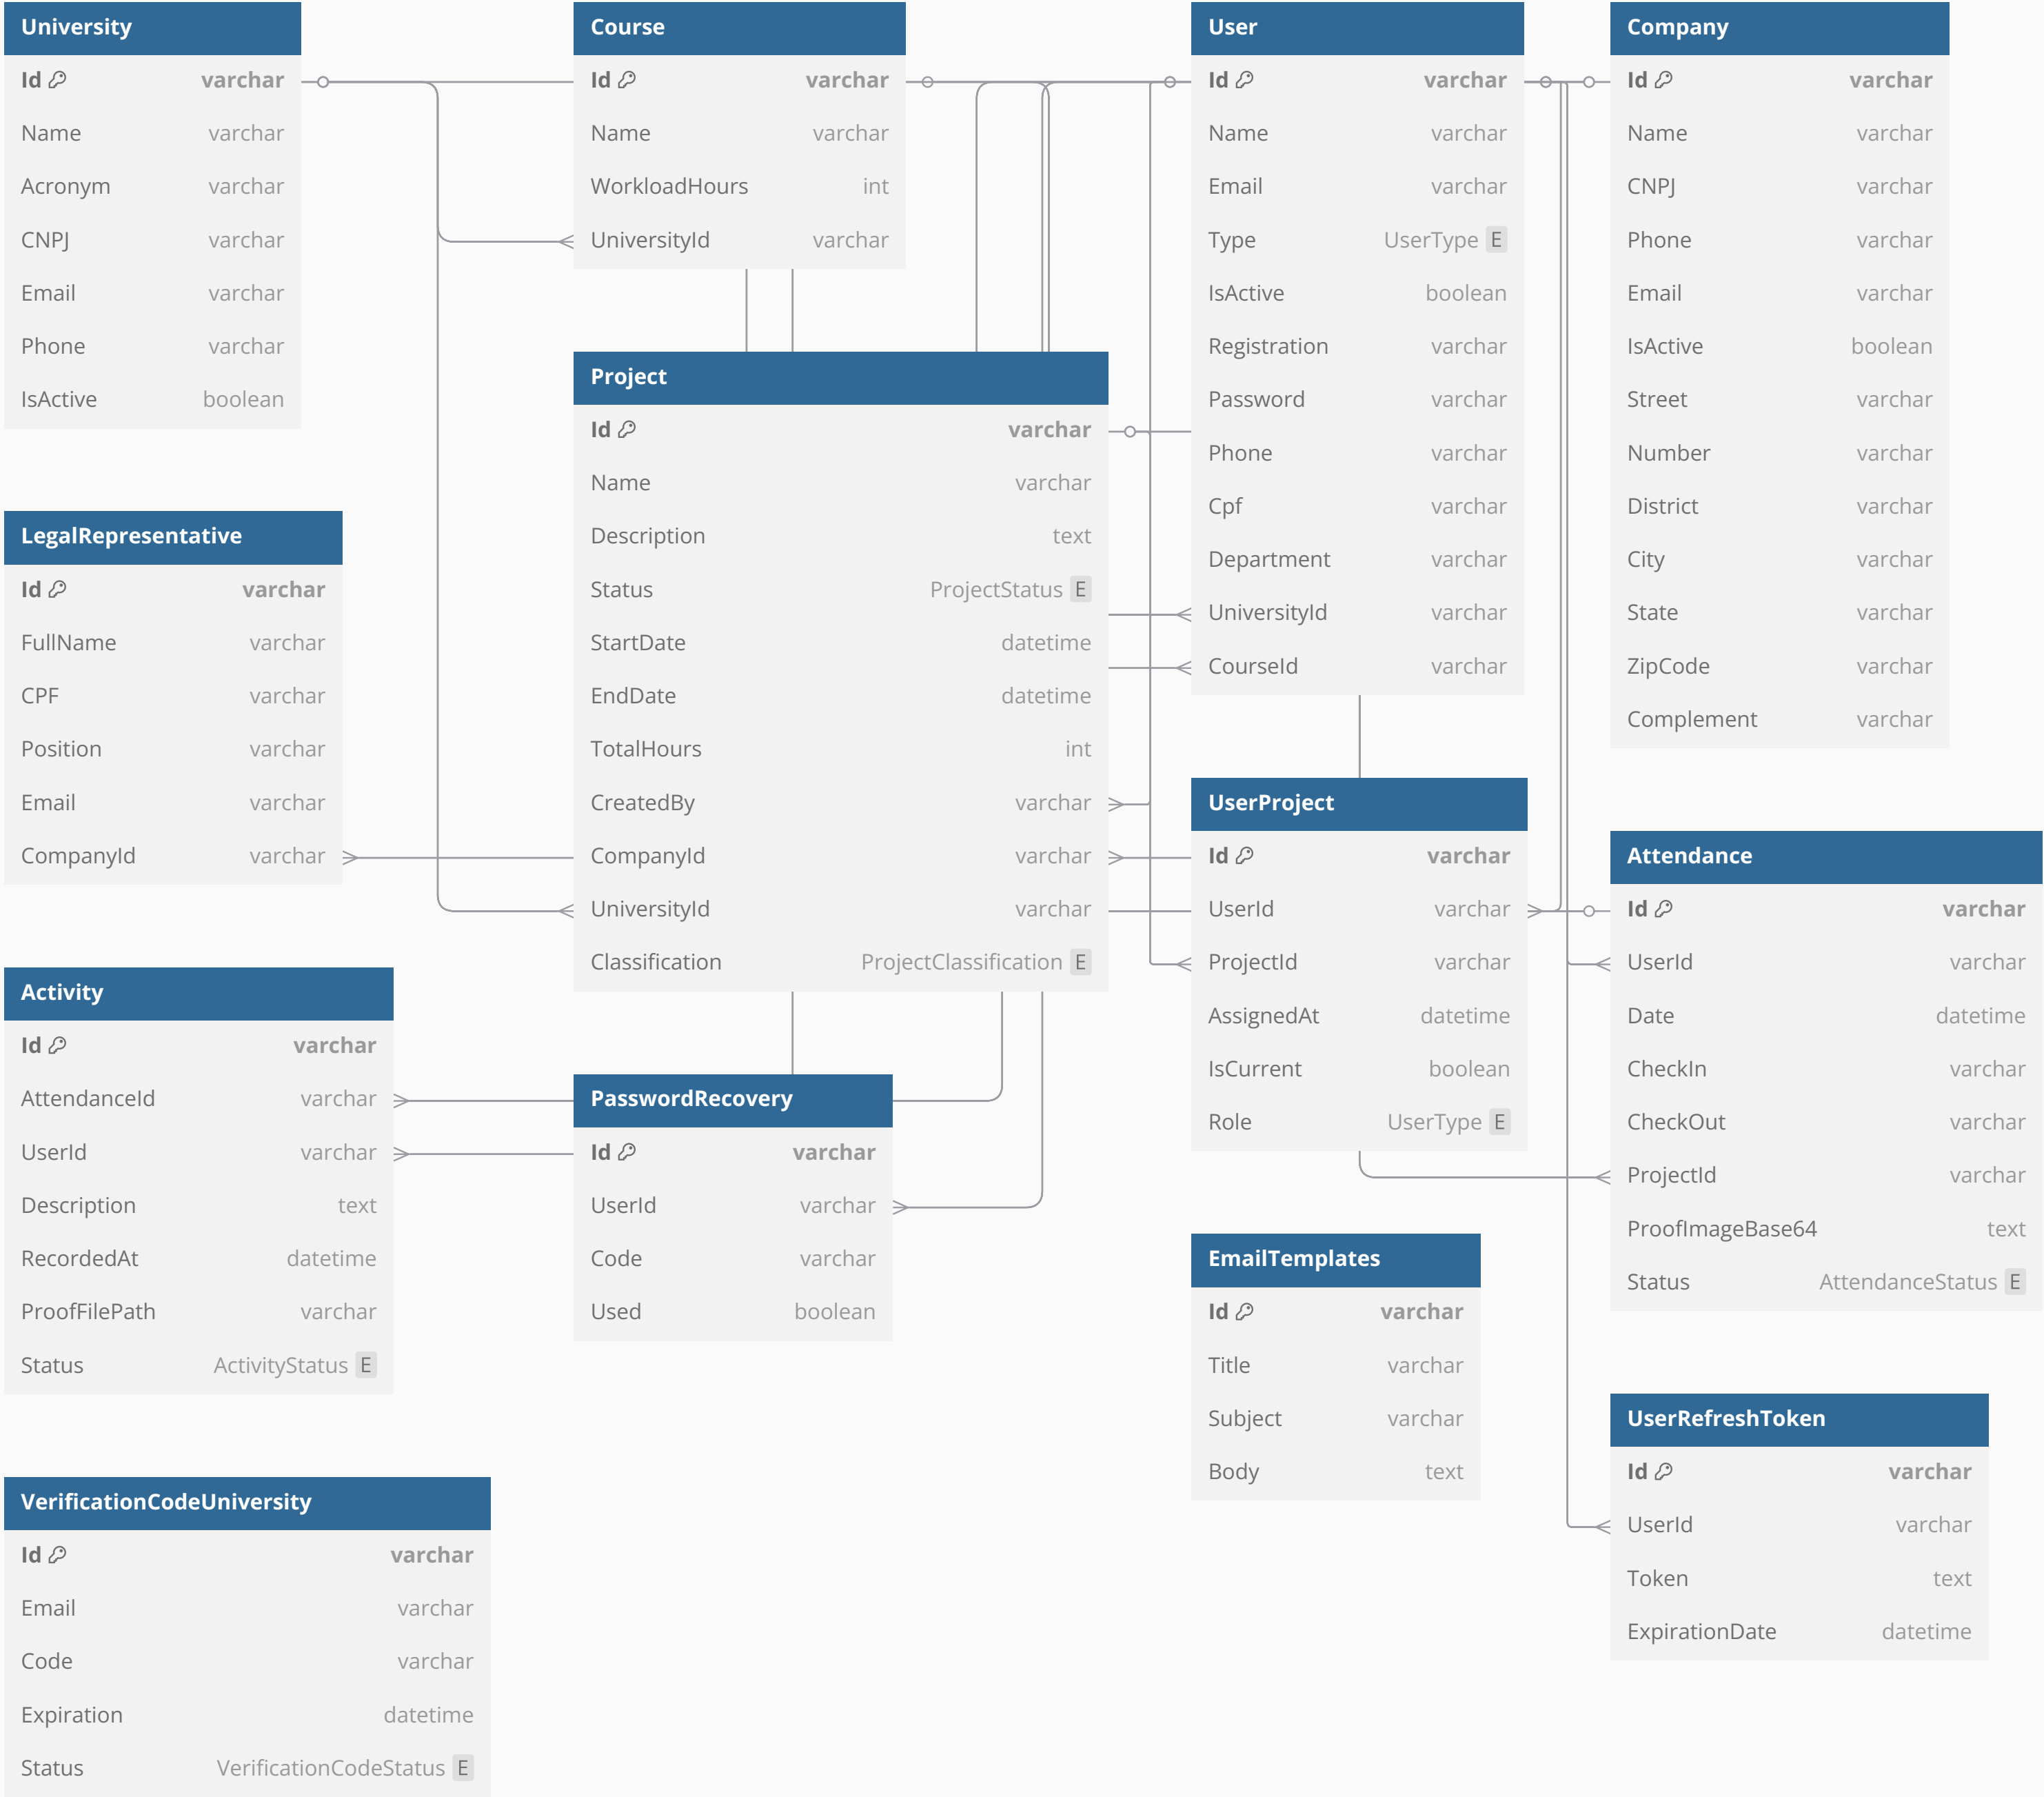 University
Id varchar
Name varchar
Acronym varchar
CNPJ varchar
Email varchar
Phone varchar
IsActive boolean
Course
Id varchar
Name varchar
WorkloadHours int
UniversityId varchar
User
Id varchar
Name varchar
Email varchar
Type UserType E
IsActive boolean
Registration varchar
Password varchar
Phone varchar
Cpf varchar
Department varchar
UniversityId varchar
CourseId varchar
Company
Id varchar
Name varchar
CNPJ varchar
Phone varchar
Email varchar
IsActive boolean
Street varchar
Number varchar
District varchar
City varchar
State varchar
ZipCode varchar
Complement varchar
Project
Id varchar
Name varchar
Description text
Status ProjectStatus E
StartDate datetime
EndDate datetime
TotalHours int
CreatedBy varchar
CompanyId varchar
UniversityId varchar
Classification ProjectClassification E
LegalRepresentative
Id varchar
FullName varchar
CPF varchar
Position varchar
Email varchar
CompanyId varchar
UserProject
Id varchar
UserId varchar
ProjectId varchar
AssignedAt datetime
IsCurrent boolean
Role UserType E
Attendance
Id varchar
UserId varchar
Date datetime
CheckIn varchar
CheckOut varchar
ProjectId varchar
ProofImageBase64 text
Status AttendanceStatus E
Activity
Id varchar
AttendanceId varchar
UserId varchar
Description text
RecordedAt datetime
ProofFilePath varchar
Status ActivityStatus E
PasswordRecovery
Id varchar
UserId varchar
Code varchar
Used boolean
EmailTemplates
Id varchar
Title varchar
Subject varchar
Body text
UserRefreshToken
Id varchar
UserId varchar
Token text
ExpirationDate datetime
VerificationCodeUniversity
Id varchar
Email varchar
Code varchar
Expiration datetime
Status VerificationCodeStatus E